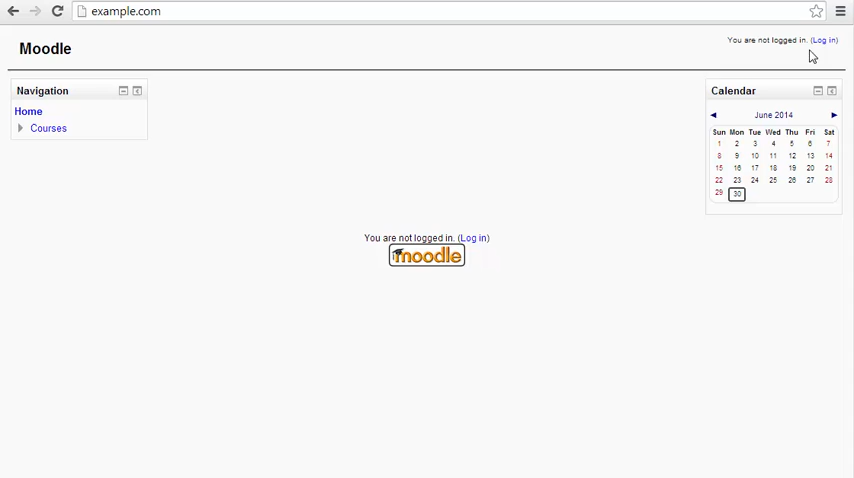 example.com
Moodle
You are not logged in. (Log in)
Navigation
Home
Courses
Calendar
◄ June 2014 ►
Sun Mon Tue Wed Thu Fri Sat
1 2 3 4 5 6 7
8 9 10 11 12 13 14
15 16 17 18 19 20 21
22 23 24 25 26 27 28
29 30
You are not logged in. (Log in)
moodle